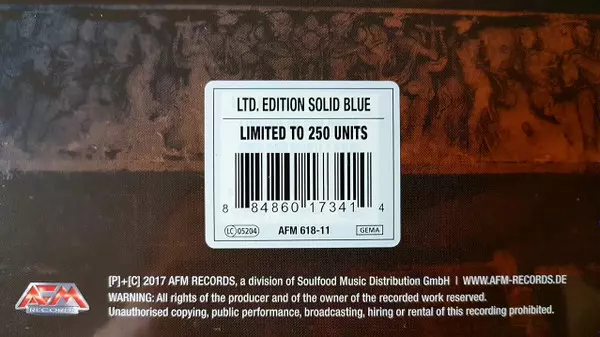 LTD. EDITION SOLID BLUE
LIMITED TO 250 UNITS
8 84860 17341 4
LC 05204 AFM 618-11 GEMA
[P]+[C] 2017 AFM RECORDS, a division of Soulfood Music Distribution GmbH | WWW.AFM-RECORDS.DE
WARNING: All rights of the producer and of the owner of the recorded work reserved.
Unauthorised copying, public performance, broadcasting, hiring or rental of this recording prohibited.
AFM
RECORDS